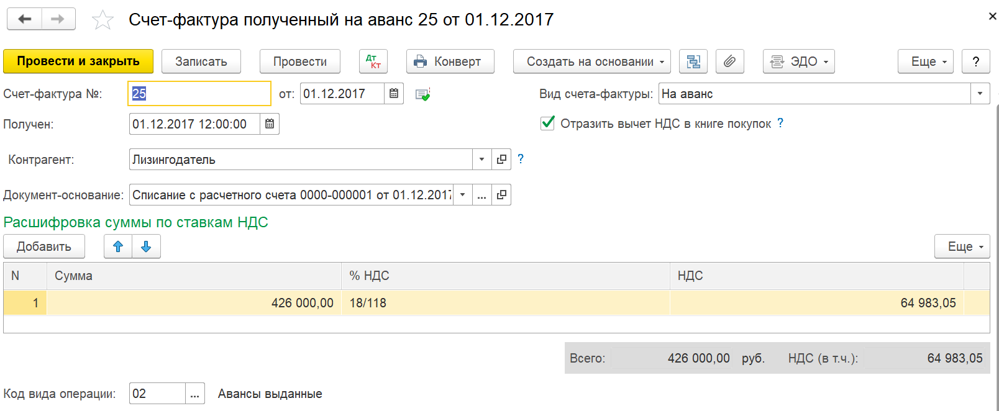 Счет-фактура полученный на аванс 25 от 01.12.2017
Провести и закрыть Записать Провести Дт Кт Конверт Создать на основании ЭДО Еще ?
Счет-фактура №: 25 от: 01.12.2017 Вид счета-фактуры: На аванс
Получен: 01.12.2017 12:00:00 Отразить вычет НДС в книге покупок ?
Контрагент: Лизингодатель ?
Документ-основание: Списание с расчетного счета 0000-000001 от 01.12.2017 ...
Расшифровка суммы по ставкам НДС
Добавить Еще
N Сумма % НДС НДС
1 426 000,00 18/118 64 983,05
Всего: 426 000,00 руб. НДС (в т.ч.): 64 983,05
Код вида операции: 02 ... Авансы выданные